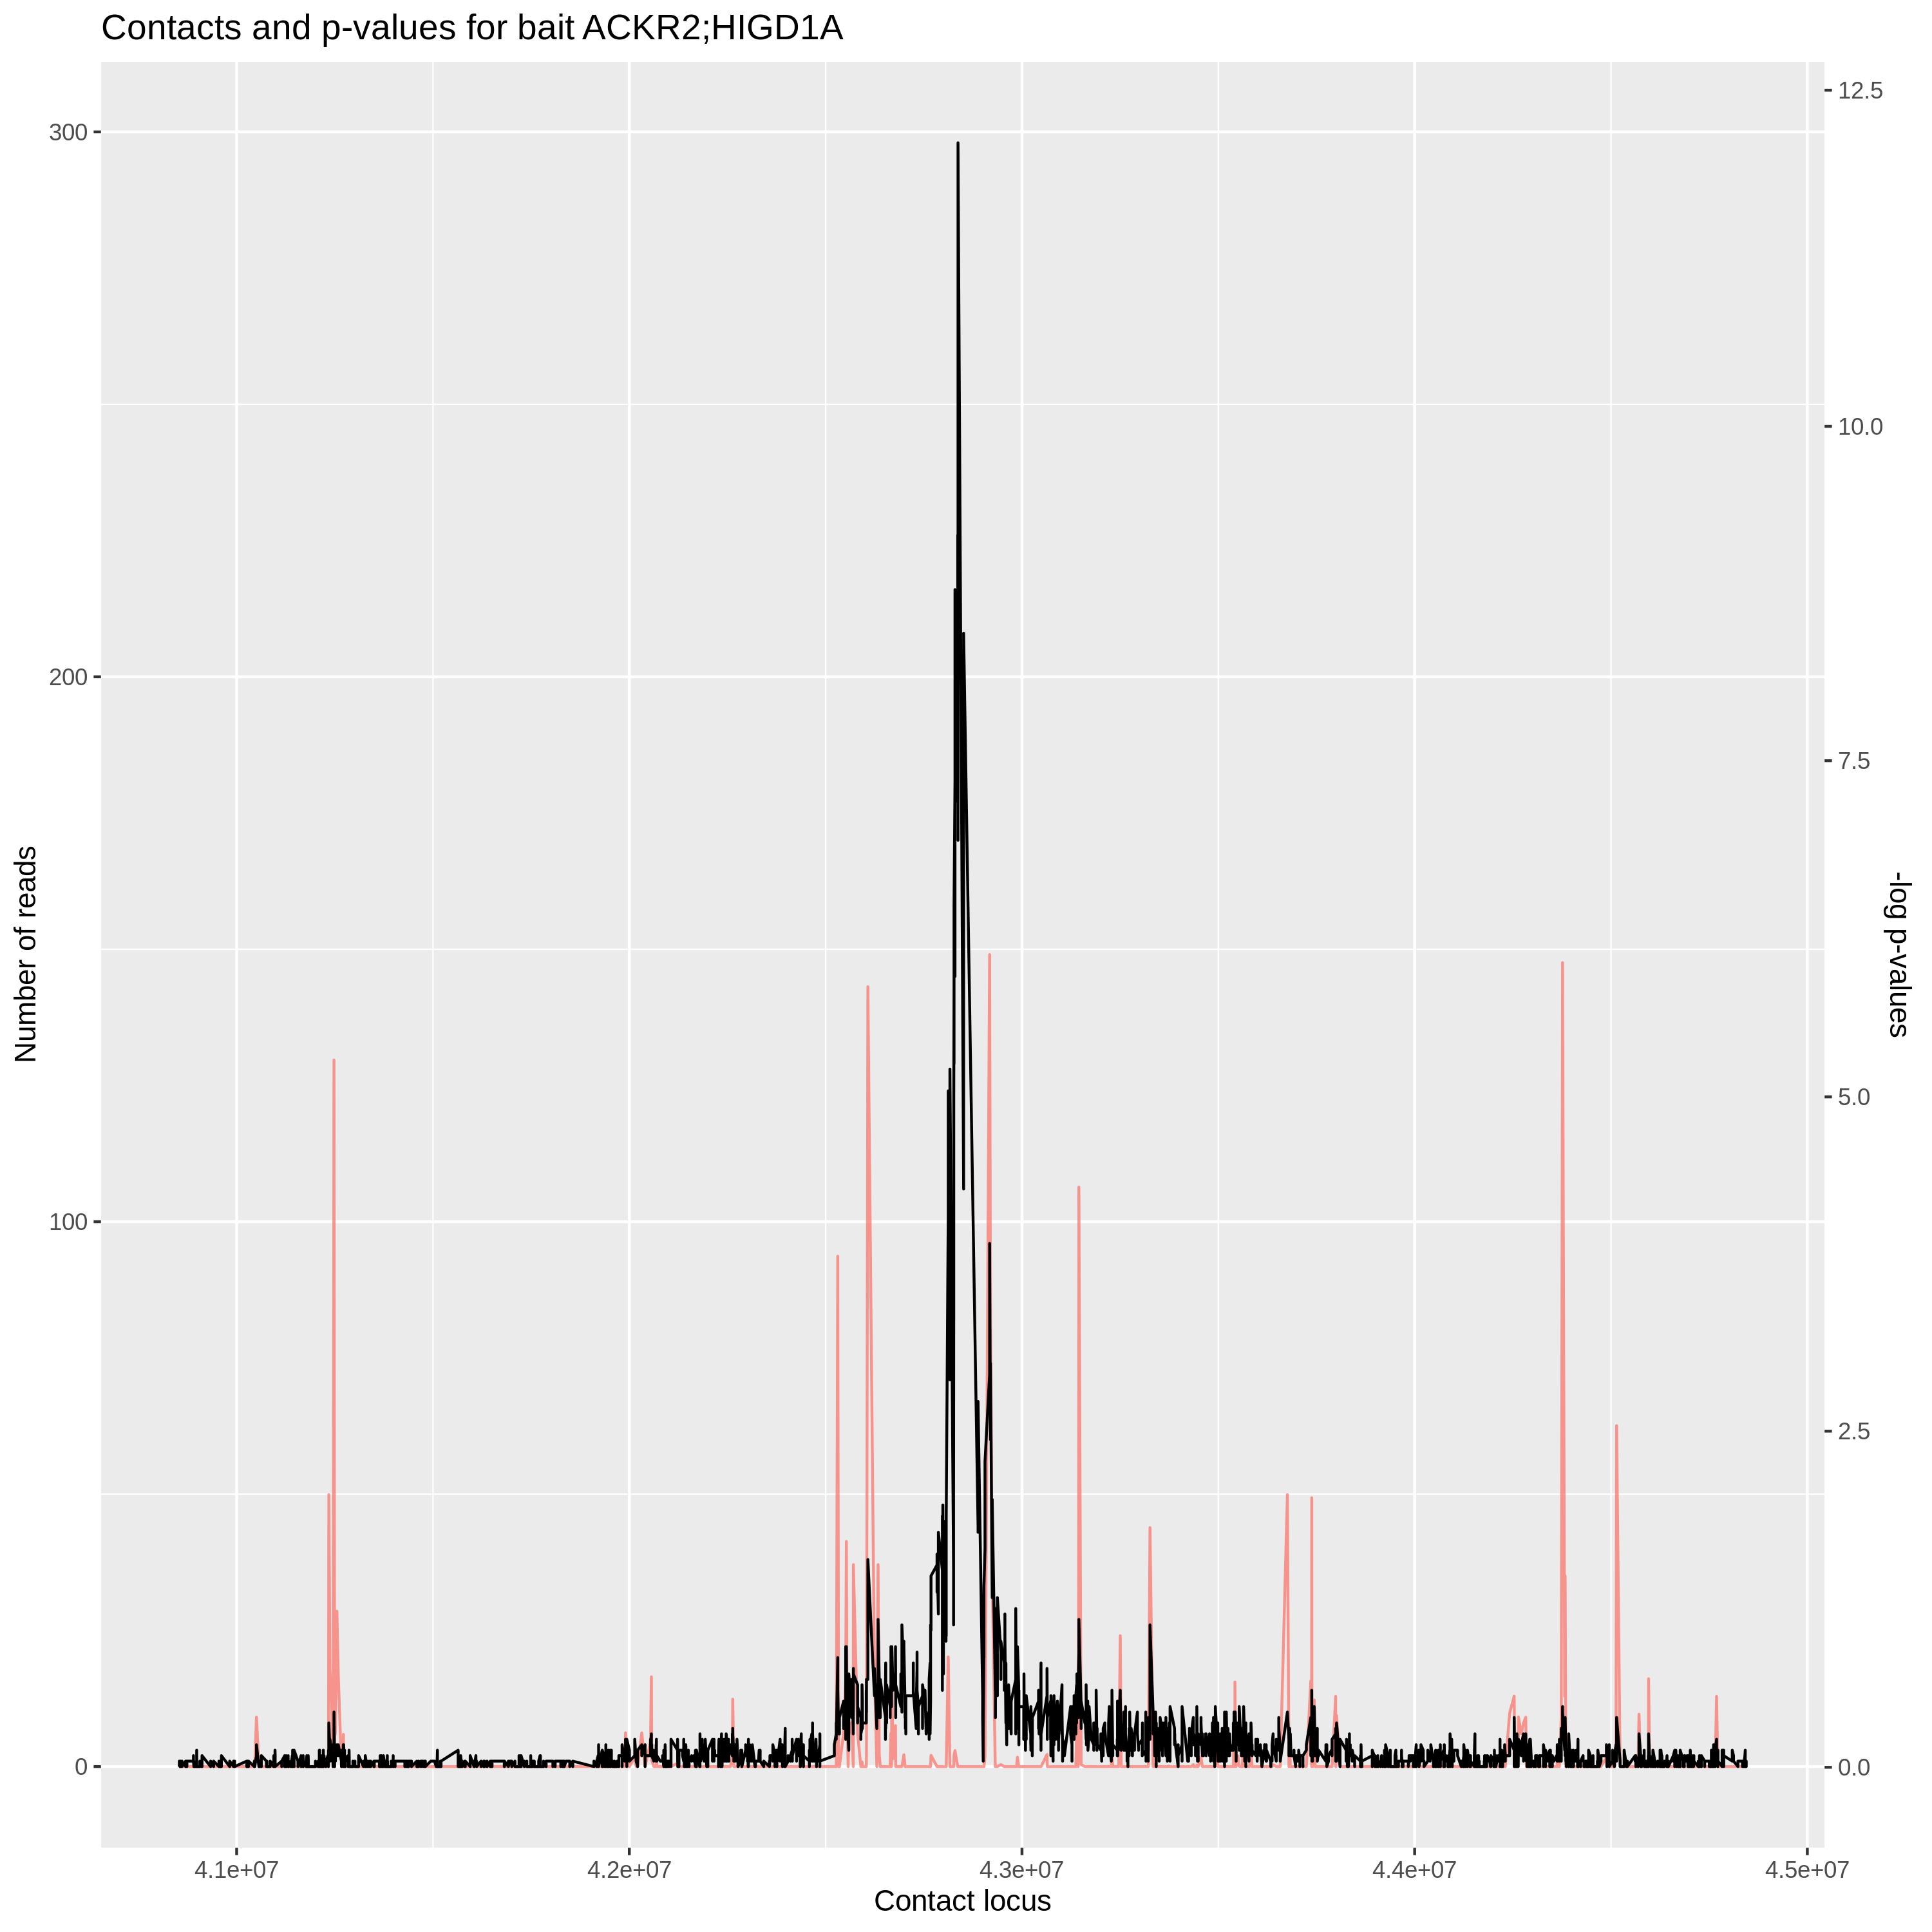 Contacts and p-values for bait ACKR2;HIGD1A
300
200
100
0
Number of reads
12.5
10.0
7.5
5.0
2.5
0.0
-log p-values
4.1e+07 4.2e+07 4.3e+07 4.4e+07 4.5e+07
Contact locus